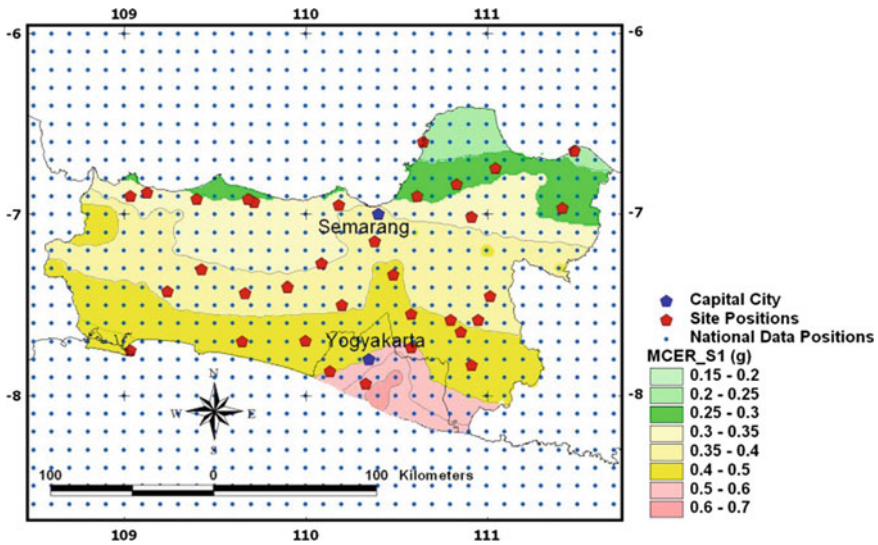 109 110 111
-6 -6
-7 -7
Semarang
Yogyakarta
-8 -8
N
W E
S
100 0 100 Kilometers
109 110 111
Capital City
Site Positions
National Data Positions
MCER_S1 (g)
0.15 - 0.2
0.2 - 0.25
0.25 - 0.3
0.3 - 0.35
0.35 - 0.4
0.4 - 0.5
0.5 - 0.6
0.6 - 0.7